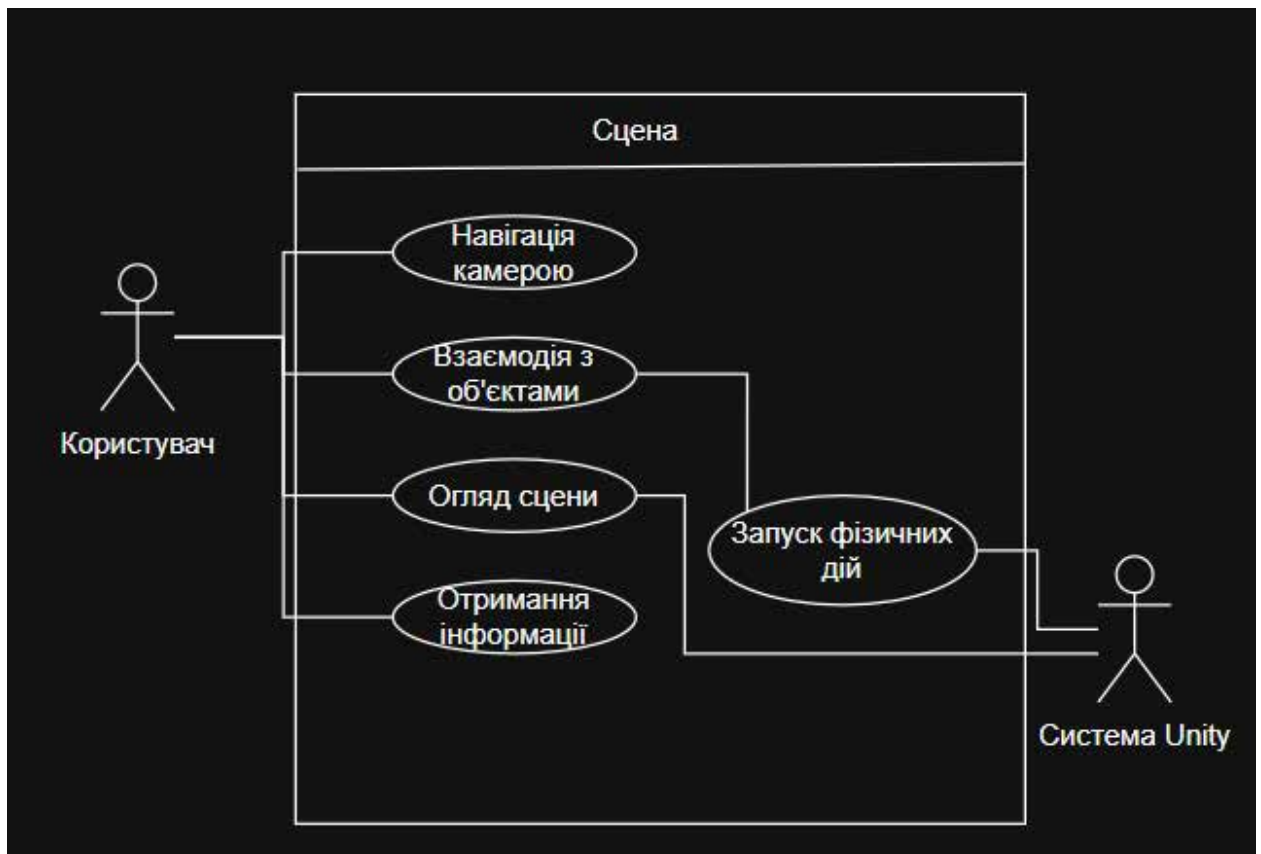 Сцена
Навігація
камерою
Взаємодія з
об'єктами
Користувач
Огляд сцени
Запуск фізичних
дій
Отримання
інформації
Система Unity